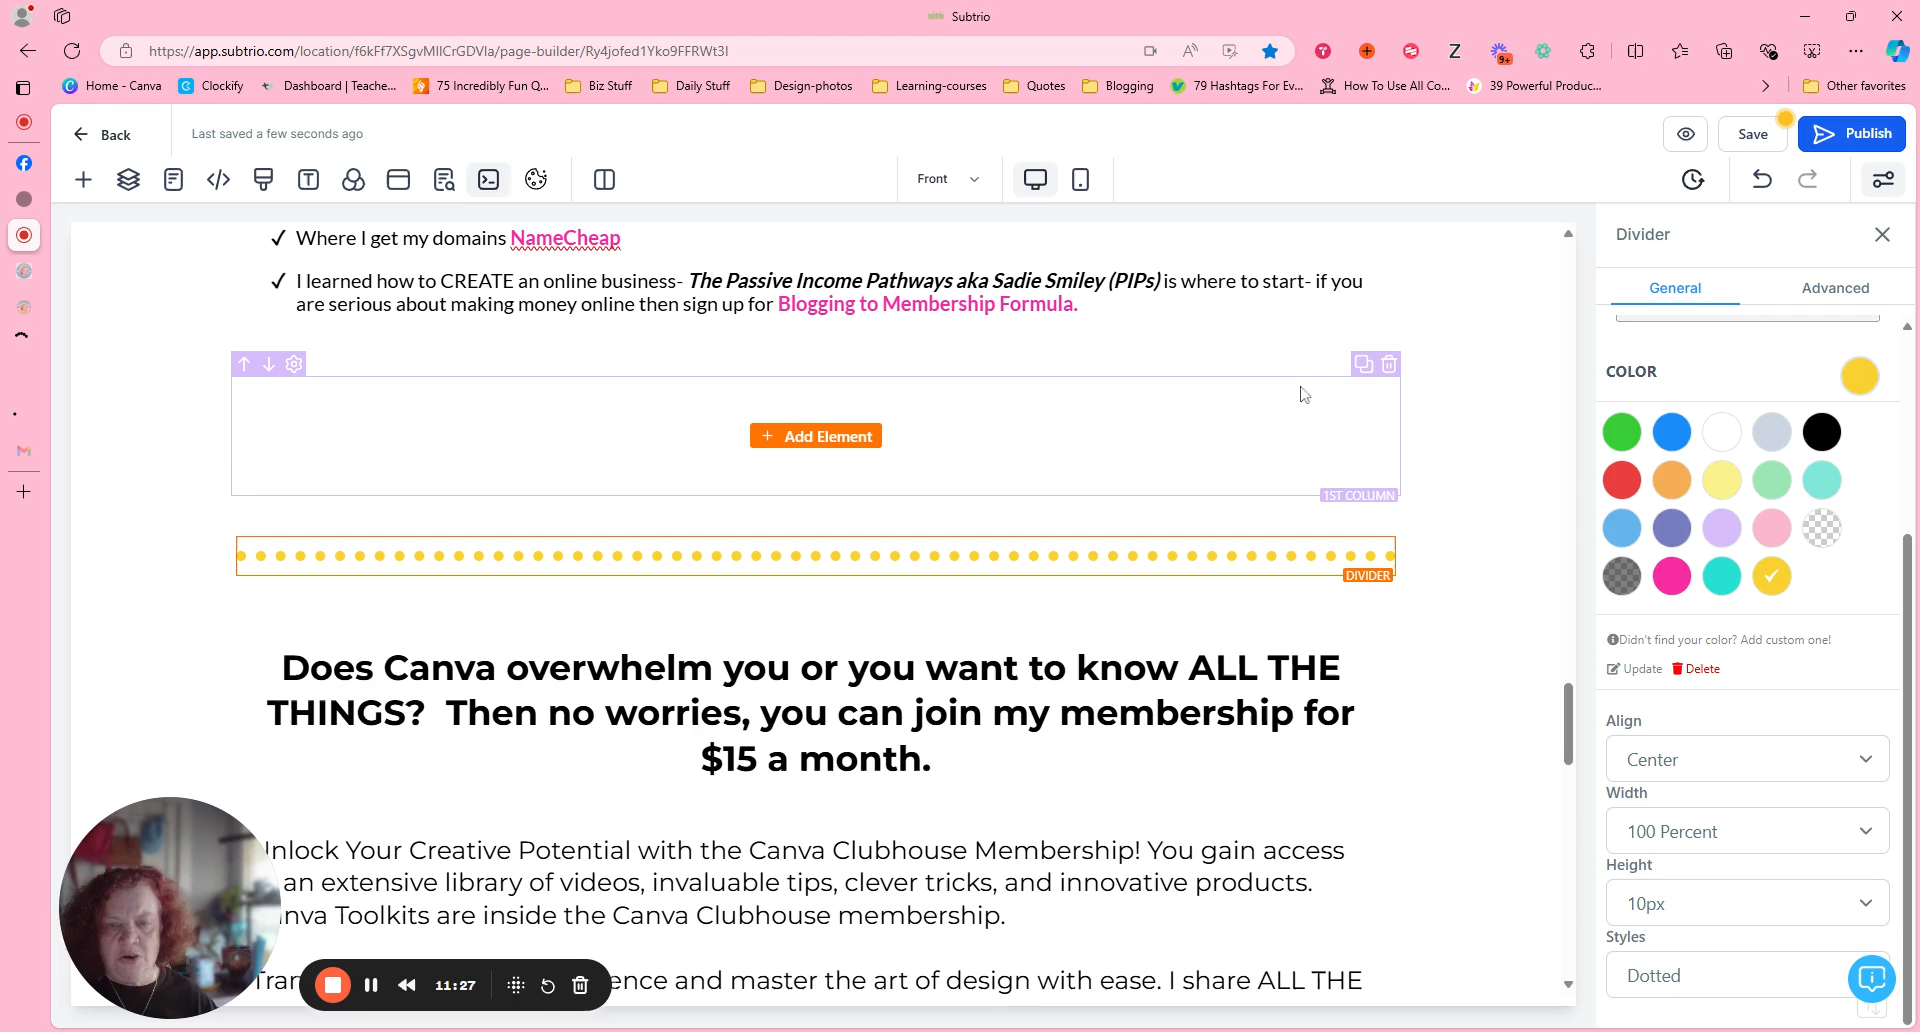 Subtrio
https://app.subtrio.com/location/f6kFf7XSgvMIlCrGDVla/page-builder/Ry4jofed1Yko9FFRWt3l
9+
Home - Canva
Clockify
Dashboard | Teache...
75 Incredibly Fun Q...
Biz Stuff
Daily Stuff
Design-photos
Learning-courses
Quotes
Blogging
79 Hashtags For Ev...
How To Use All Co...
39 Powerful Produc...
Other favorites
Back
Last saved a few seconds ago
Save
Publish
Front
Where I get my domains NameCheap
I learned how to CREATE an online business- The Passive Income Pathways aka Sadie Smiley (PIPs) is where to start- if you
are serious about making money online then sign up for Blogging to Membership Formula.
+ Add Element
1ST COLUMN
DIVIDER
Does Canva overwhelm you or you want to know ALL THE
THINGS? Then no worries, you can join my membership for
$15 a month.
nlock Your Creative Potential with the Canva Clubhouse Membership! You gain access
an extensive library of videos, invaluable tips, clever tricks, and innovative products.
nva Toolkits are inside the Canva Clubhouse membership.
Tran
ence and master the art of design with ease. I share ALL THE
11:27
Divider
General
Advanced
COLOR
Didn't find your color? Add custom one!
Update
Delete
Align
Center
Width
100 Percent
Height
10px
Styles
Dotted